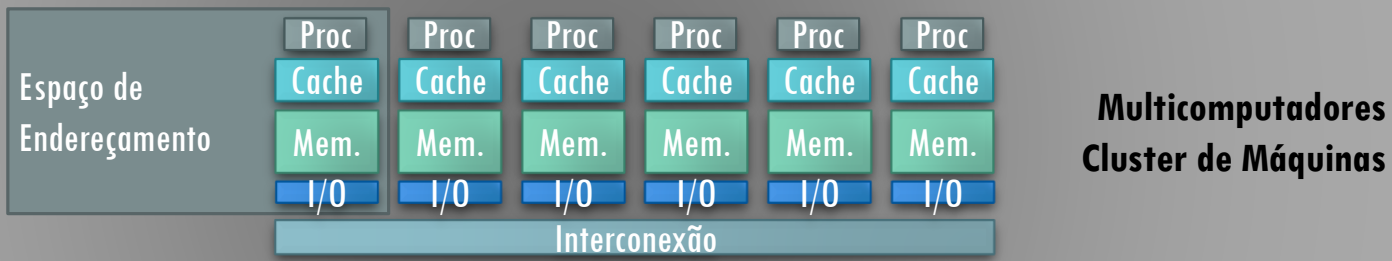 Espaço de
Endereçamento
Proc Proc Proc Proc Proc Proc
Cache Cache Cache Cache Cache Cache
Mem. Mem. Mem. Mem. Mem. Mem.
I/O I/O I/O I/O I/O I/O
Interconexão
Multicomputadores
Cluster de Máquinas